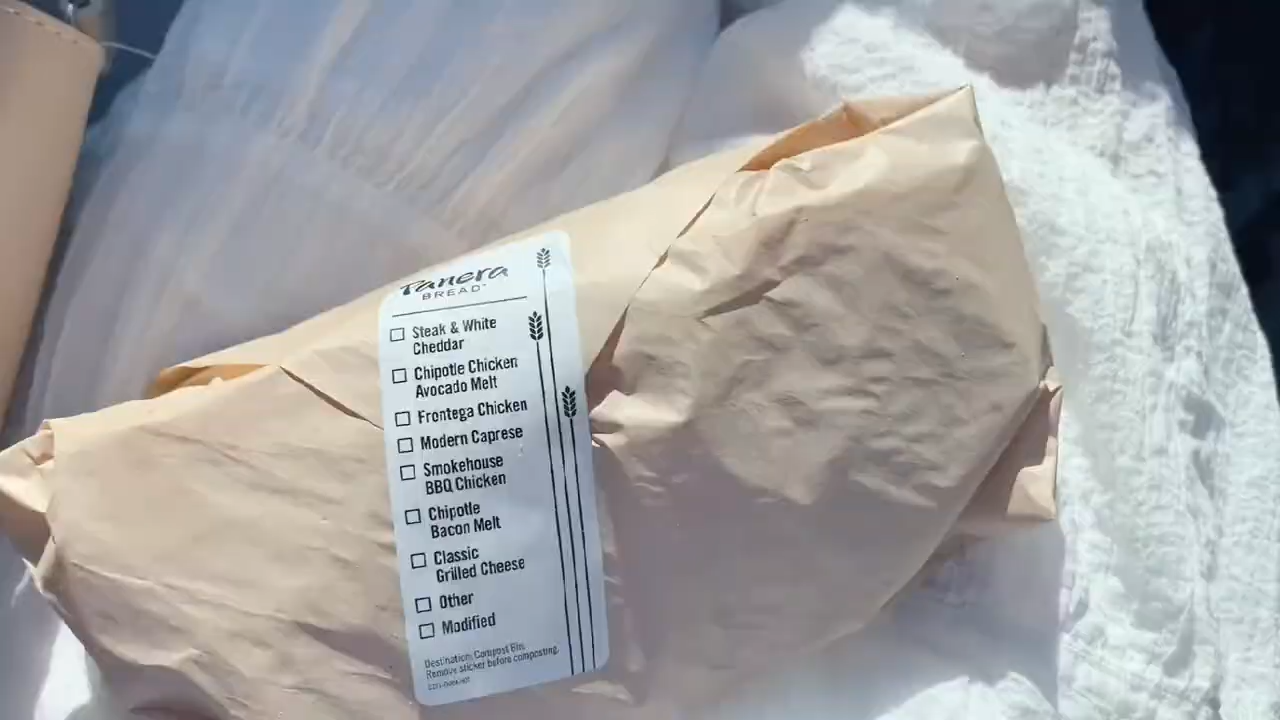 Panera
BREAD
Steak & White
Cheddar
Chipotle Chicken
Avocado Melt
Frontega Chicken
Modern Caprese
Smokehouse
BBQ Chicken
Chipotle
Bacon Melt
Classic
Grilled Cheese
Other
Modified
Destination: Compost Bin.
Remove sticker before composting.